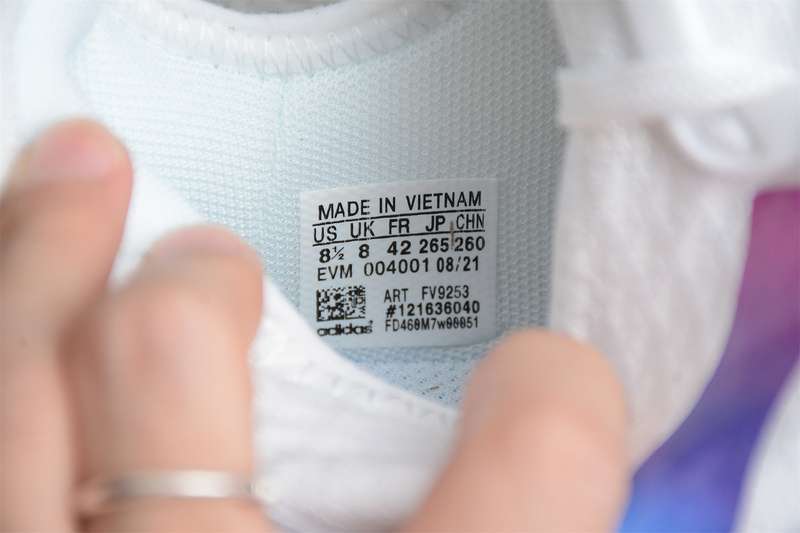 MADE IN VIETNAM
US UK FR JP CHN
8½ 8 42 265 260
EVM 004001 08/21
ART FV9253
#121636040
adidas FD460M7w00051